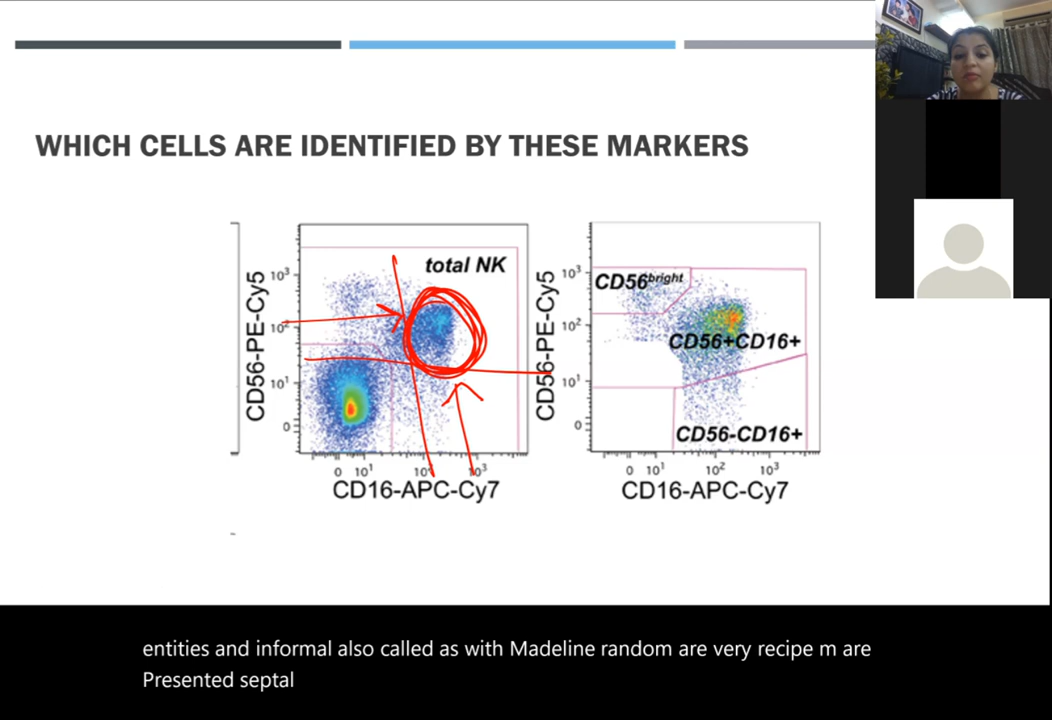 WHICH CELLS ARE IDENTIFIED BY THESE MARKERS
CD56-PE-Cy5
10³
10²
10¹
0
total NK
0 10¹ 10² 10³
CD16-APC-Cy7
CD56-PE-Cy5
10³
10²
10¹
0
CD56bright
CD56+CD16+
CD56-CD16+
0 10¹ 10² 10³
CD16-APC-Cy7
entities and informal also called as with Madeline random are very recipe m are
Presented septal